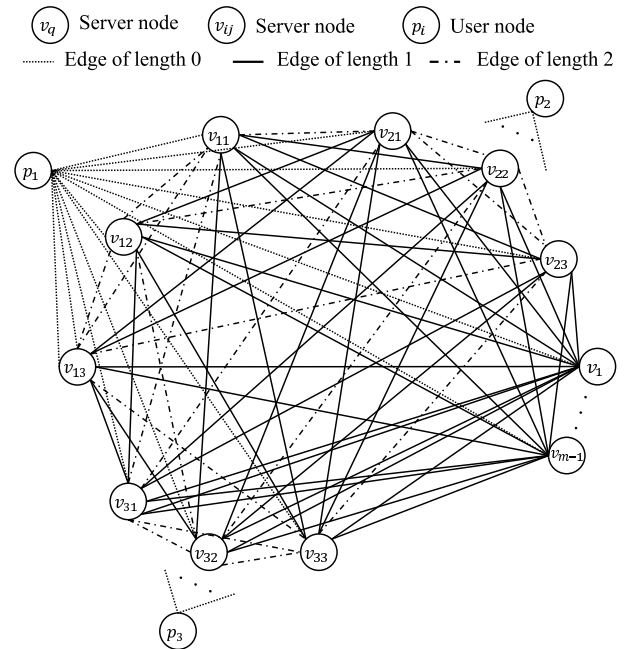 v_q Server node v_ij Server node p_i User node
Edge of length 0 Edge of length 1 Edge of length 2
p_2
v_11 v_21
p_1 v_22
v_12
v_23
v_13 v_1
v_{m-1}
v_31
v_32 v_33
p_3